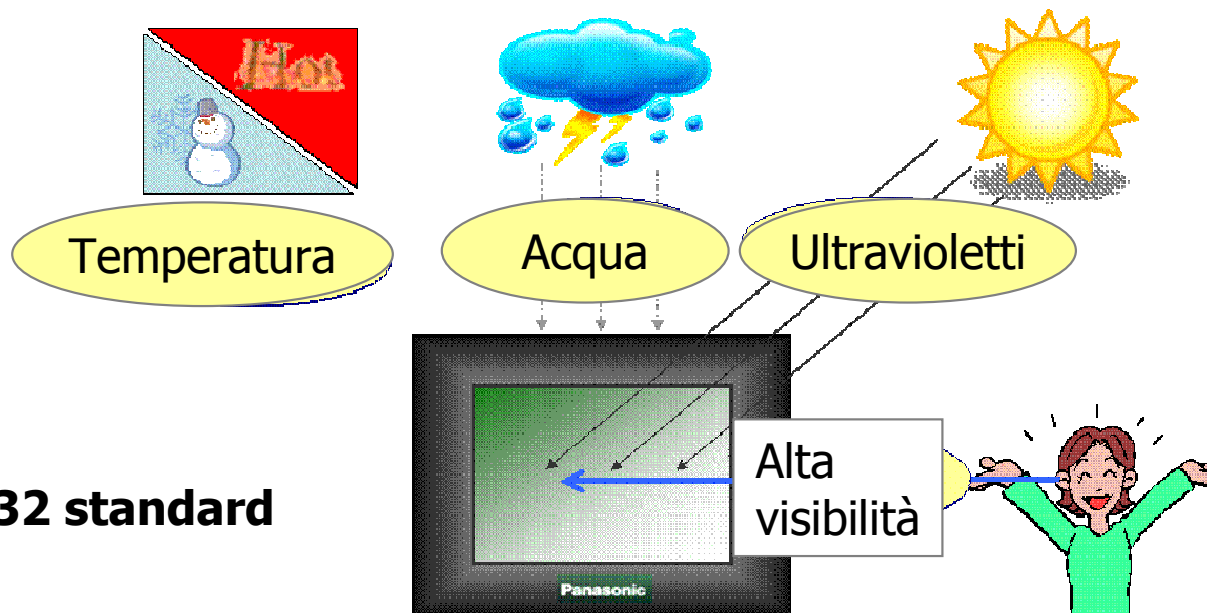 Hot
Temperatura
Acqua
Ultravioletti
Alta
visibilità
32 standard
Panasonic